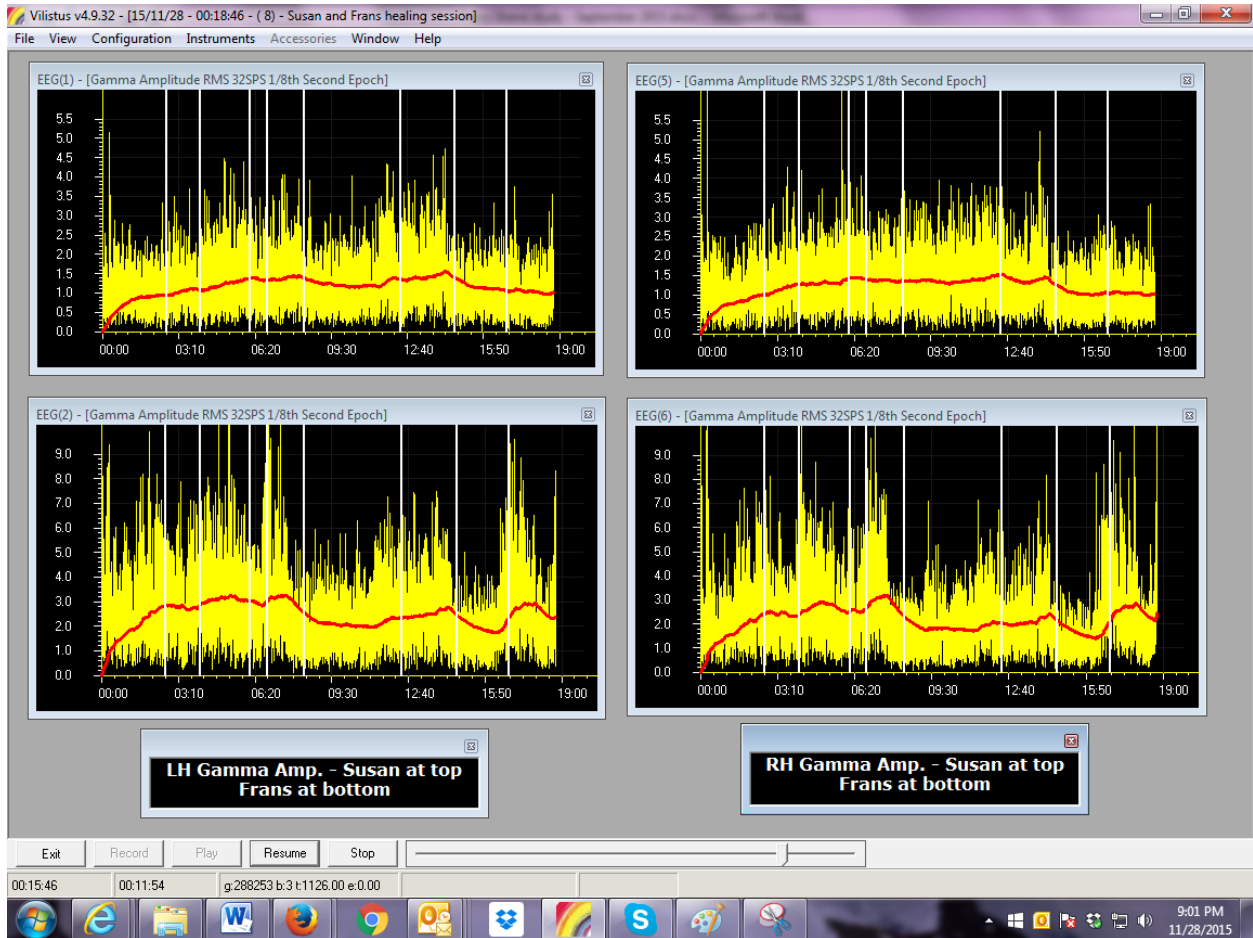 Vilistus v4.9.32 - [15/11/28 - 00:18:46 - ( 8) - Susan and Frans healing session]
File View Configuration Instruments Accessories Window Help
EEG(1) - [Gamma Amplitude RMS 32SPS 1/8th Second Epoch]
5.5
5.0
4.5
4.0
3.5
3.0
2.5
2.0
1.5
1.0
0.5
0.0
00:00 03:10 06:20 09:30 12:40 15:50 19:00
EEG(5) - [Gamma Amplitude RMS 32SPS 1/8th Second Epoch]
5.5
5.0
4.5
4.0
3.5
3.0
2.5
2.0
1.5
1.0
0.5
0.0
00:00 03:10 06:20 09:30 12:40 15:50 19:00
EEG(2) - [Gamma Amplitude RMS 32SPS 1/8th Second Epoch]
9.0
8.0
7.0
6.0
5.0
4.0
3.0
2.0
1.0
0.0
00:00 03:10 06:20 09:30 12:40 15:50 19:00
EEG(6) - [Gamma Amplitude RMS 32SPS 1/8th Second Epoch]
9.0
8.0
7.0
6.0
5.0
4.0
3.0
2.0
1.0
0.0
00:00 03:10 06:20 09:30 12:40 15:50 19:00
LH Gamma Amp. - Susan at top
Frans at bottom
RH Gamma Amp. - Susan at top
Frans at bottom
Exit Record Play Resume Stop
00:15:46 00:11:54 g:288253 b:3 t:1126.00 e:0.00
9:01 PM
11/28/2015